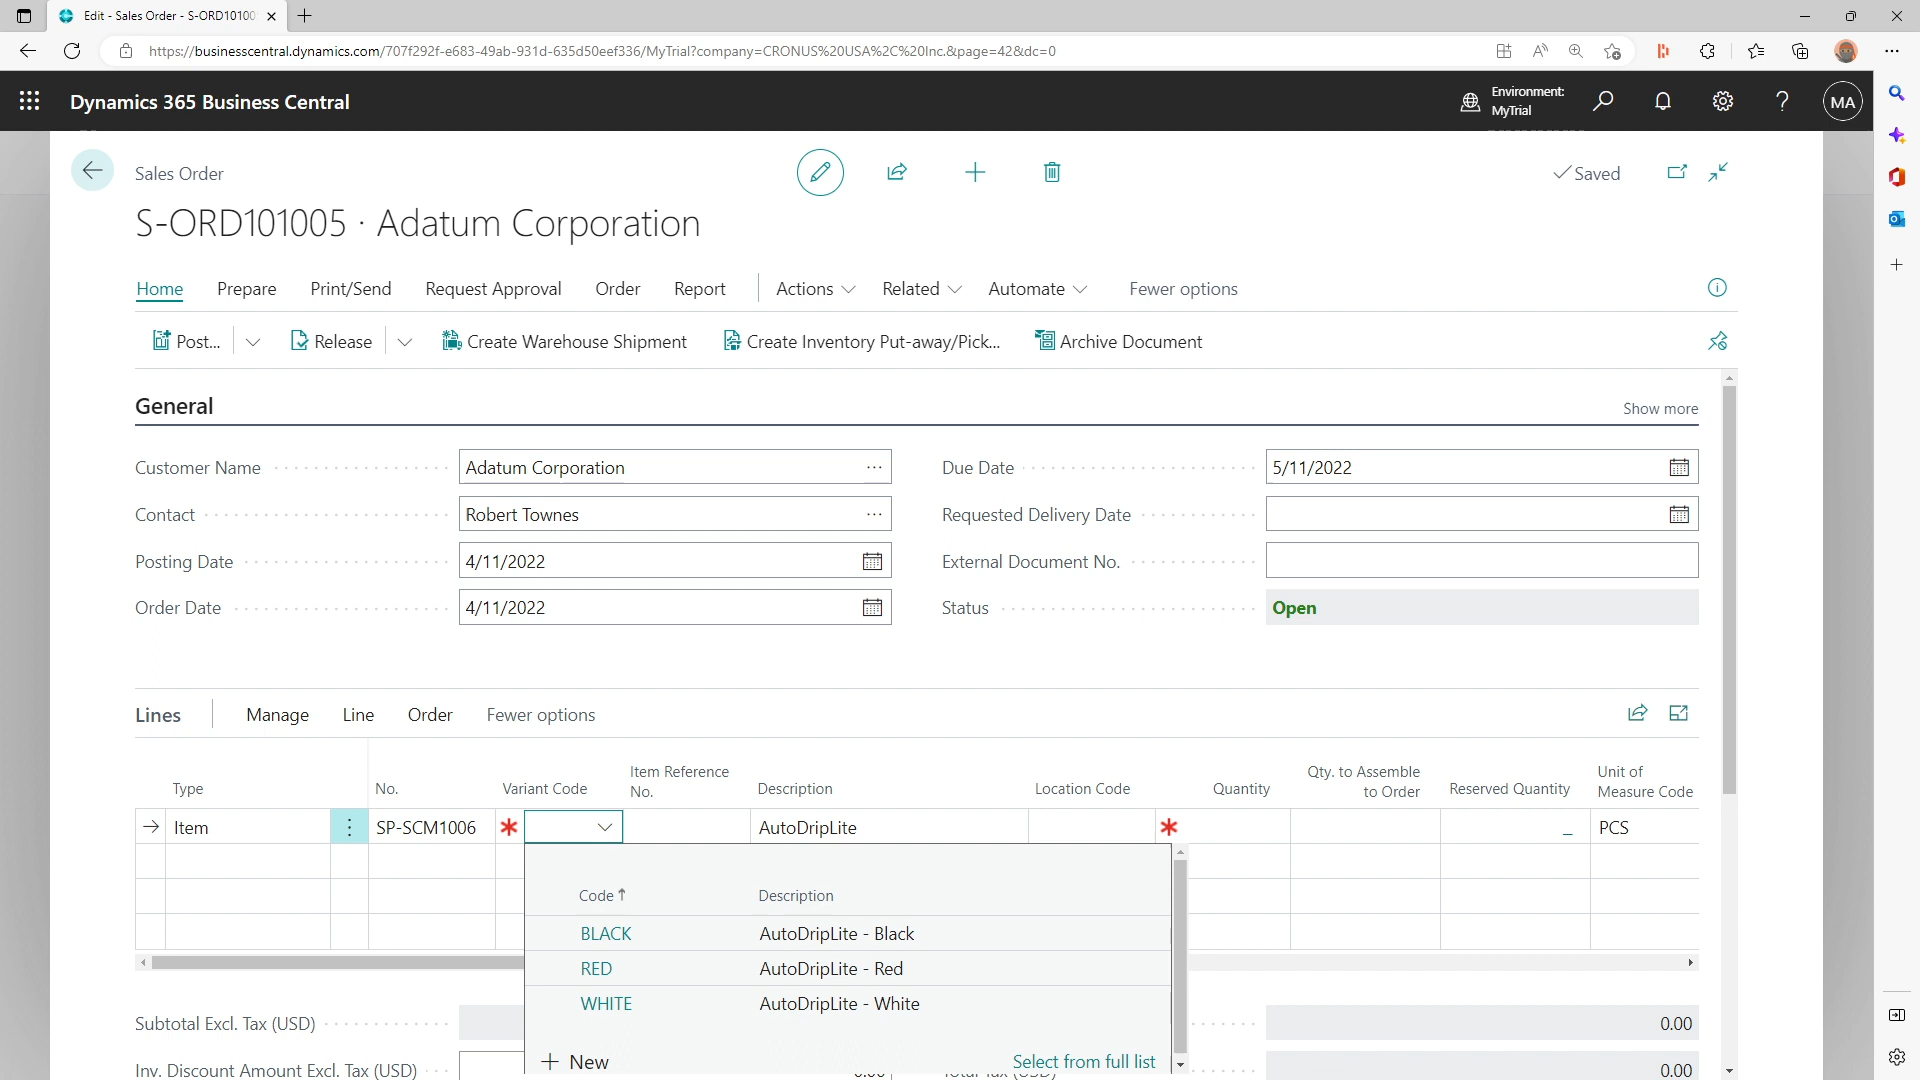 Edit - Sales Order - S-ORD10100
https://businesscentral.dynamics.com/707f292f-e683-49ab-931d-635d50eef336/MyTrial?company=CRONUS%20USA%2C%20Inc.&page=42&dc=0
Dynamics 365 Business Central
Environment:
MyTrial
MA
Sales Order
Saved
S-ORD101005 · Adatum Corporation
Home Prepare Print/Send Request Approval Order Report Actions Related Automate Fewer options
Post... Release Create Warehouse Shipment Create Inventory Put-away/Pick... Archive Document
General
Show more
Customer Name Adatum Corporation ... Due Date 5/11/2022
Contact Robert Townes ... Requested Delivery Date
Posting Date 4/11/2022 External Document No.
Order Date 4/11/2022 Status Open
Lines Manage Line Order Fewer options
Type No. Variant Code Item Reference No. Description Location Code Quantity Qty. to Assemble to Order Reserved Quantity Unit of Measure Code
Item SP-SCM1006 * AutoDripLite * _ PCS
Code ↑ Description
BLACK AutoDripLite - Black
RED AutoDripLite - Red
WHITE AutoDripLite - White
+ New Select from full list
Subtotal Excl. Tax (USD) 0.00
Inv. Discount Amount Excl. Tax (USD) 0.00